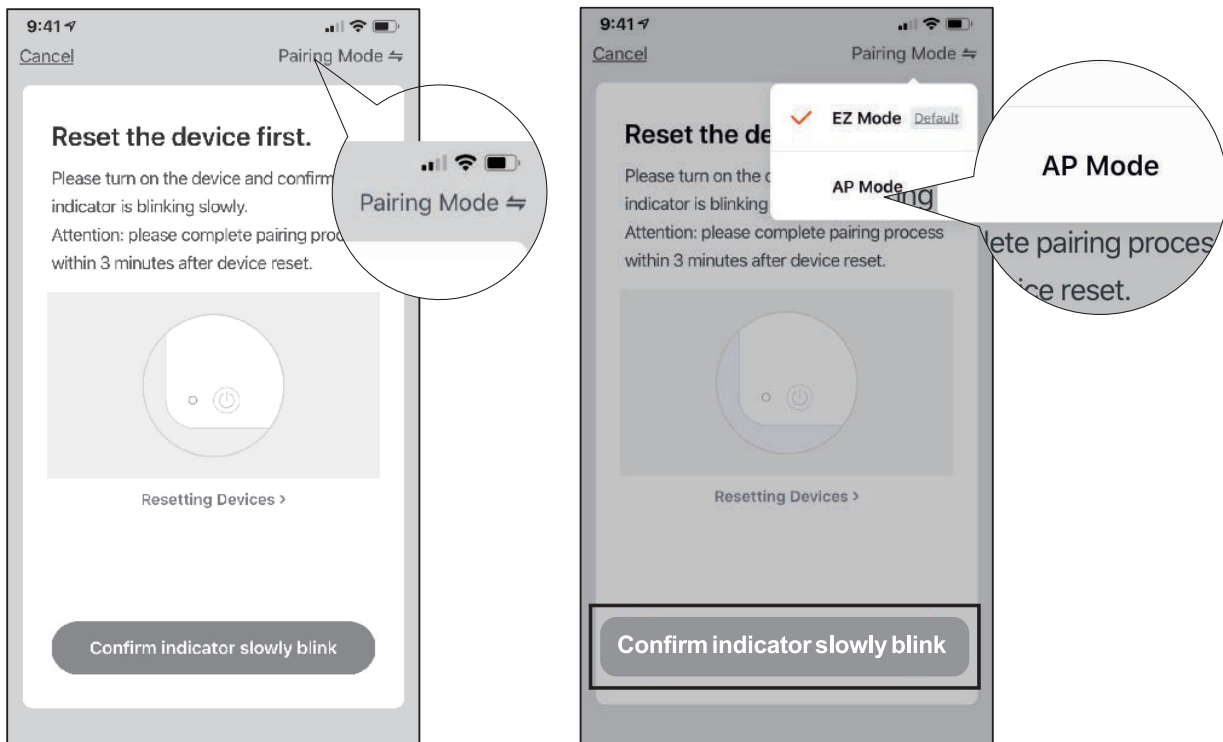 9:41
Cancel
Pairing Mode ⇋
Reset the device first.
Please turn on the device and confirm
indicator is blinking slowly.
Attention: please complete pairing proc
within 3 minutes after device reset.
Resetting Devices >
Confirm indicator slowly blink
Pairing Mode ⇋
9:41
Cancel
Pairing Mode ⇋
EZ Mode Default
AP Mode
Reset the de
Please turn on the
indicator is blinking
Attention: please complete pairing process
within 3 minutes after device reset.
Resetting Devices >
Confirm indicator slowly blink
AP Mode
ng
lete pairing proces
ice reset.